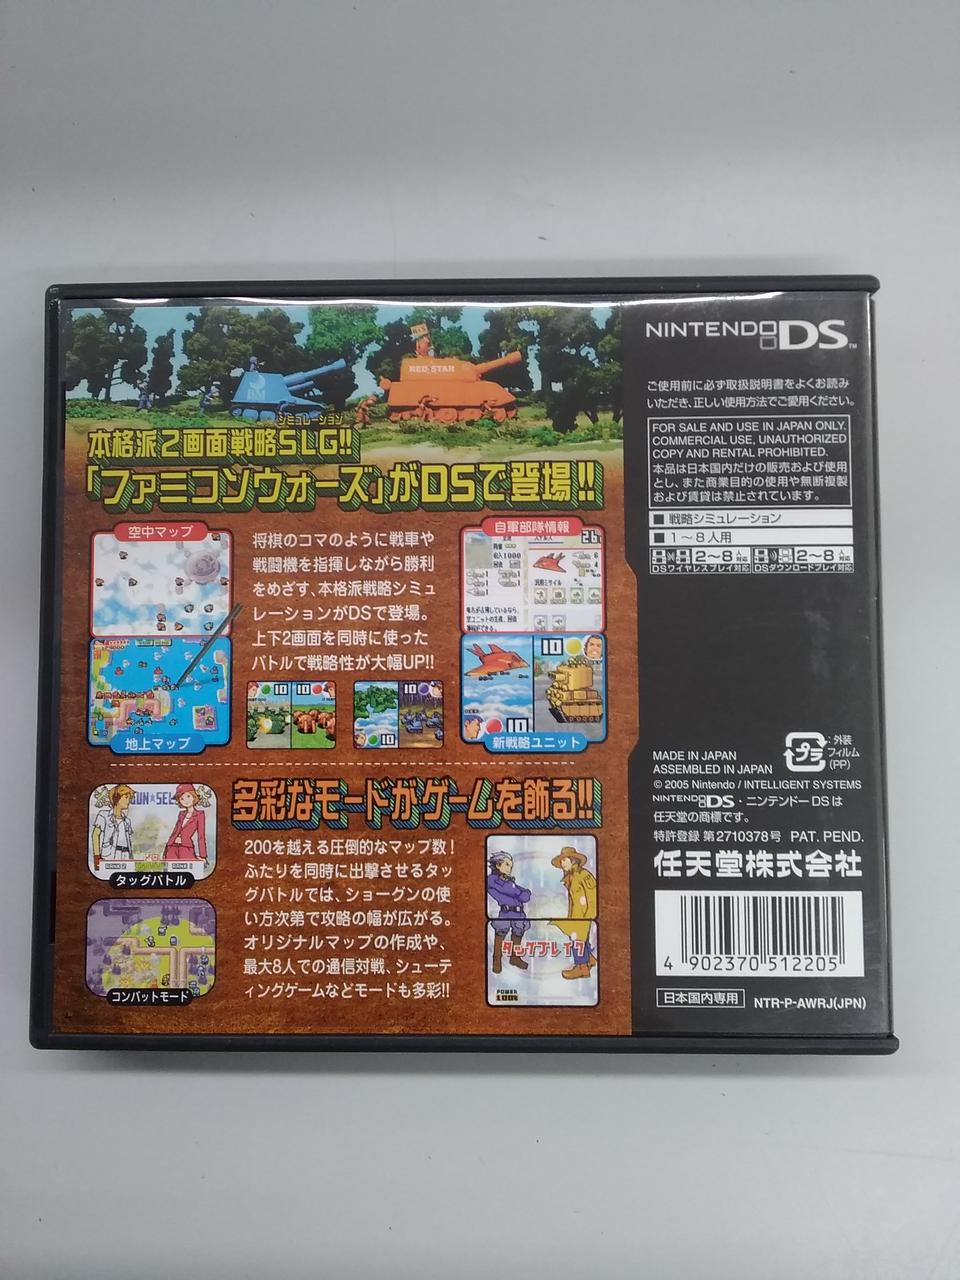 RED STAR
BM
本格派2画面戦略SLG!!
シミュレーション
「ファミコンウォーズ」がDSで登場!!
空中マップ
地上マップ
将棋のコマのように戦車や
戦闘機を指揮しながら勝利
をめざす、本格派戦略シミュ
レーションがDSで登場。
上下2画面を同時に使った
バトルで戦略性が大幅UP!!
自軍部隊情報
新戦略ユニット
10
10
10
10
10
10
多彩なモードがゲームを飾る!!
タッグバトル
コンバットモード
200を越える圧倒的なマップ数!
ふたりを同時に出撃させるタッ
グバトルでは、ショーグンの使
い方次第で攻略の幅が広がる。
オリジナルマップの作成や、
最大8人での通信対戦、シューテ
ィングゲームなどモードも多彩!!
タッグブレイク
POWER
100%
NINTENDO DS™
ご使用前に必ず取扱説明書をよくお読み
いただき、正しい使用方法でご愛用ください。
FOR SALE AND USE IN JAPAN ONLY.
COMMERCIAL USE, UNAUTHORIZED
COPY AND RENTAL PROHIBITED.
本品は日本国内だけの販売および使用
とし、また商業目的の使用や無断複製
および賃貸は禁止されています。
■ 戦略シミュレーション
■ 1～8人用
2～8人 対応
DSワイヤレスプレイ対応
2～8人 対応
DSダウンロードプレイ対応
プラ
:外装
フィルム
(PP)
MADE IN JAPAN
ASSEMBLED IN JAPAN
© 2005 Nintendo / INTELLIGENT SYSTEMS
NINTENDO DS・ニンテンドーDSは
任天堂の商標です。
特許登録 第2710378号 PAT. PEND.
任天堂株式会社
4 902370 512205
日本国内専用
NTR-P-AWRJ(JPN)